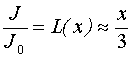 J/J₀ = L(x) ≈ x/3